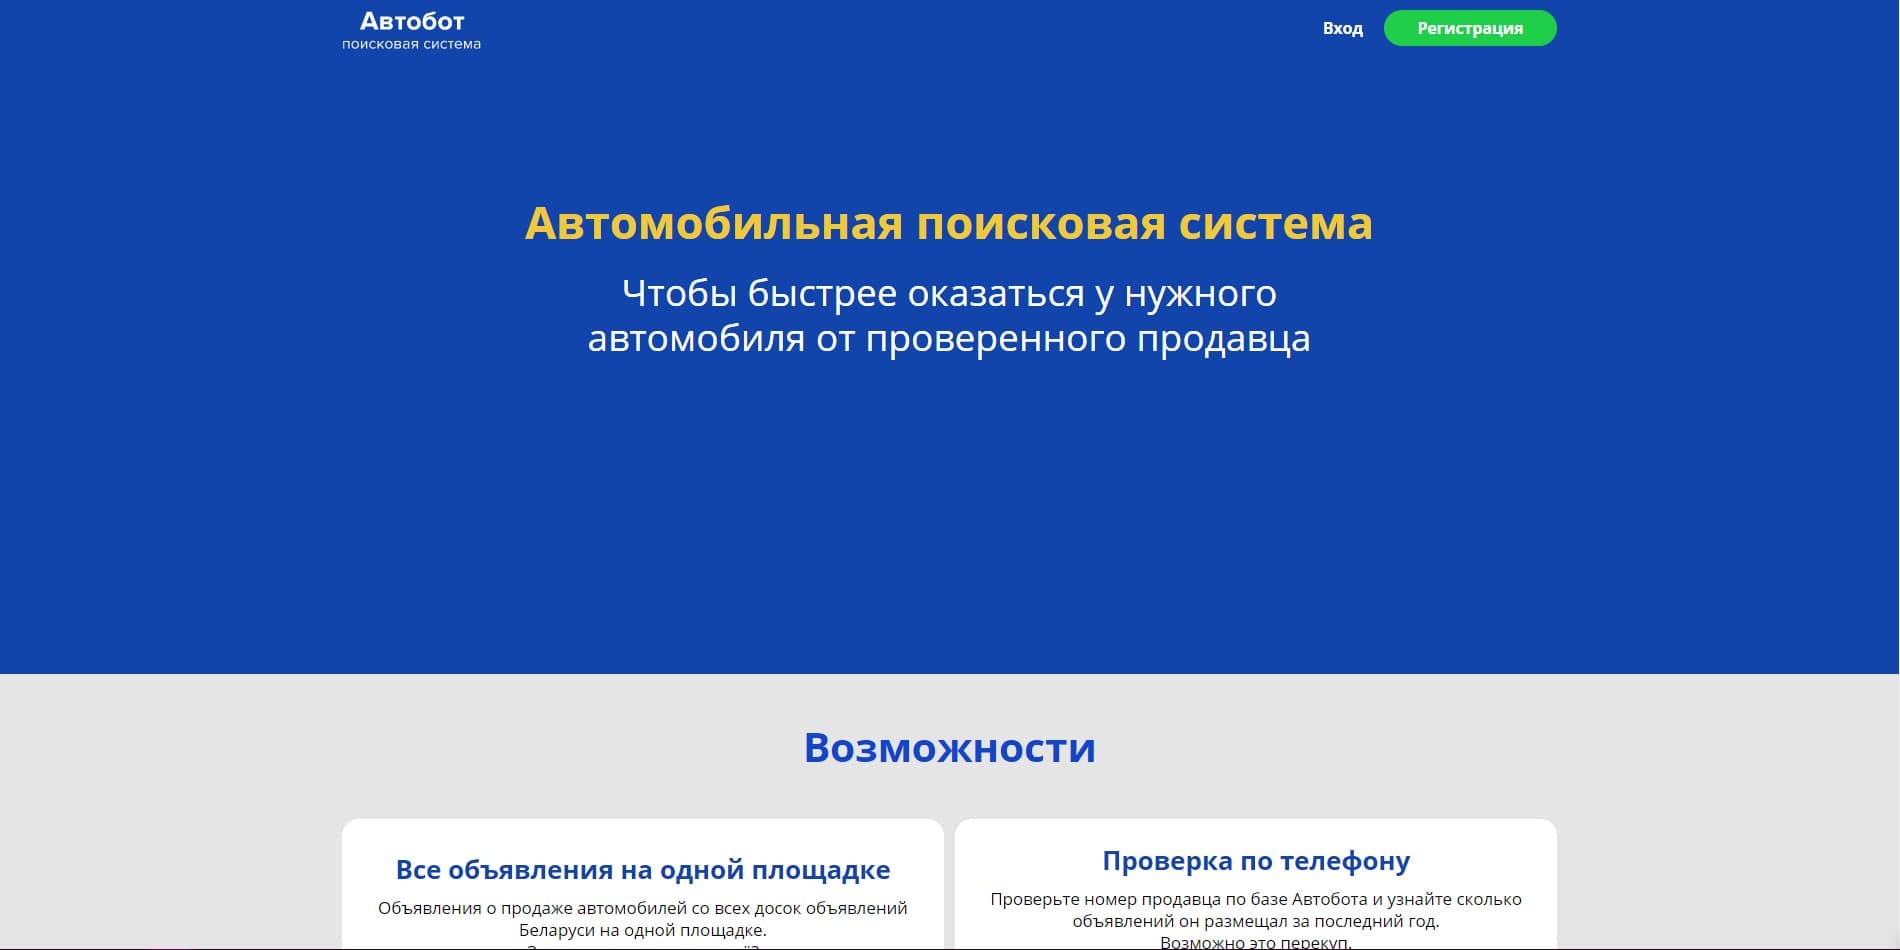 Автобот
поисковая система
Вход
Регистрация
Автомобильная поисковая система
Чтобы быстрее оказаться у нужного
автомобиля от проверенного продавца
Возможности
Все объявления на одной площадке
Объявления о продаже автомобилей со всех досок объявлений
Беларуси на одной площадке.
Проверка по телефону
Проверьте номер продавца по базе Автобота и узнайте сколько
объявлений он размещал за последний год.
Возможно это перекуп.